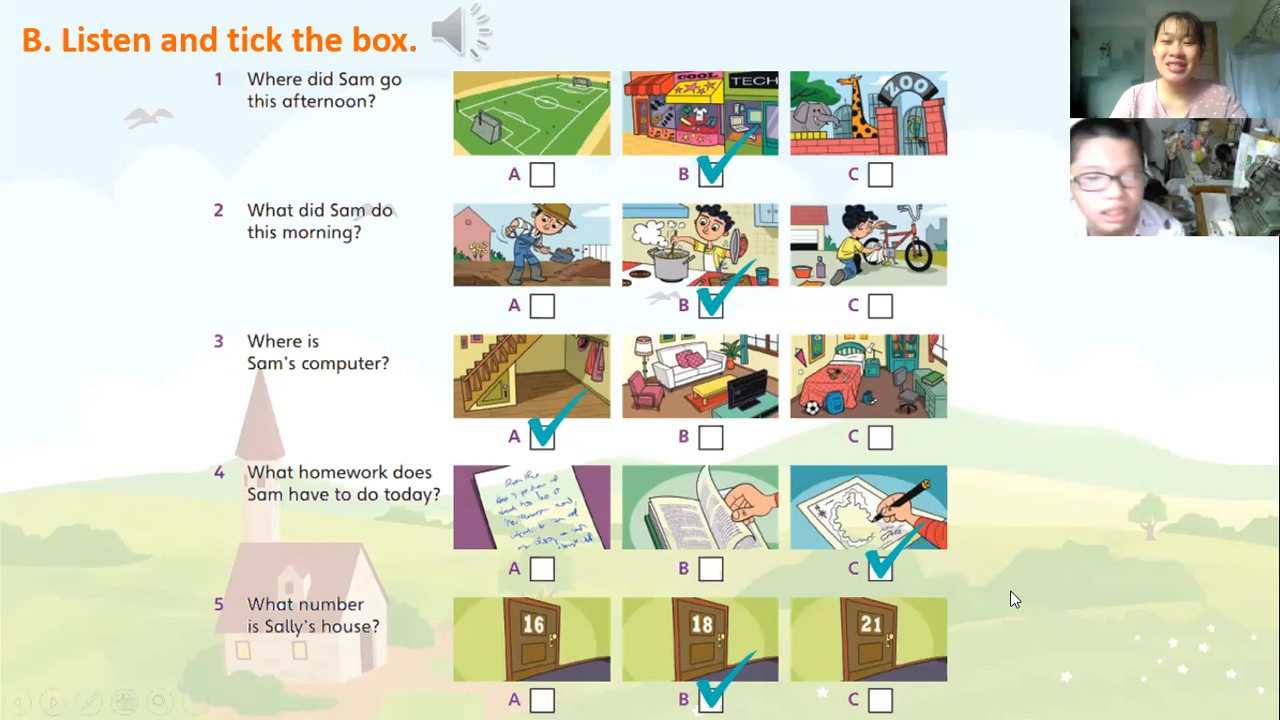 B. Listen and tick the box.
1 Where did Sam go
this afternoon?
COOL
TECH
ZOO
A B C
2 What did Sam do
this morning?
A B C
3 Where is
Sam's computer?
A B C
4 What homework does
Sam have to do today?
A B C
5 What number
is Sally's house?
16 18 21
A B C